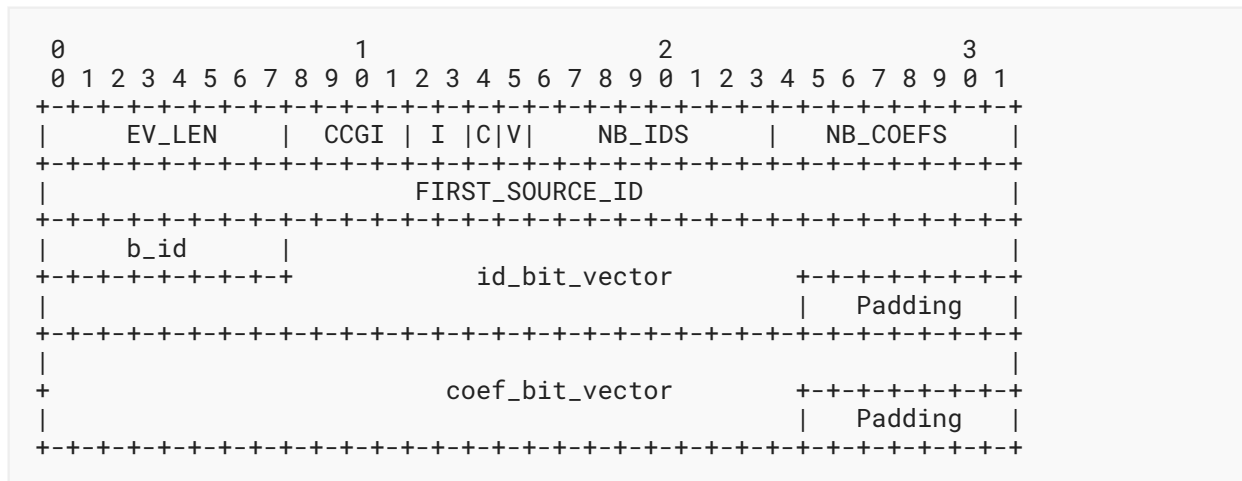 0                   1                   2                   3
 0 1 2 3 4 5 6 7 8 9 0 1 2 3 4 5 6 7 8 9 0 1 2 3 4 5 6 7 8 9 0 1
+-+-+-+-+-+-+-+-+-+-+-+-+-+-+-+-+-+-+-+-+-+-+-+-+-+-+-+-+-+-+-+-+
|     EV_LEN    |  CCGI | I |C|V|    NB_IDS     |   NB_COEFS    |
+-+-+-+-+-+-+-+-+-+-+-+-+-+-+-+-+-+-+-+-+-+-+-+-+-+-+-+-+-+-+-+-+
|                        FIRST_SOURCE_ID                        |
+-+-+-+-+-+-+-+-+-+-+-+-+-+-+-+-+-+-+-+-+-+-+-+-+-+-+-+-+-+-+-+-+
|     b_id      |                                               |
+-+-+-+-+-+-+-+-+            id_bit_vector        +-+-+-+-+-+-+-+
|                                                 |   Padding   |
+-+-+-+-+-+-+-+-+-+-+-+-+-+-+-+-+-+-+-+-+-+-+-+-+-+-+-+-+-+-+-+-+
|                                                               |
+                          coef_bit_vector        +-+-+-+-+-+-+-+
|                                                 |   Padding   |
+-+-+-+-+-+-+-+-+-+-+-+-+-+-+-+-+-+-+-+-+-+-+-+-+-+-+-+-+-+-+-+-+